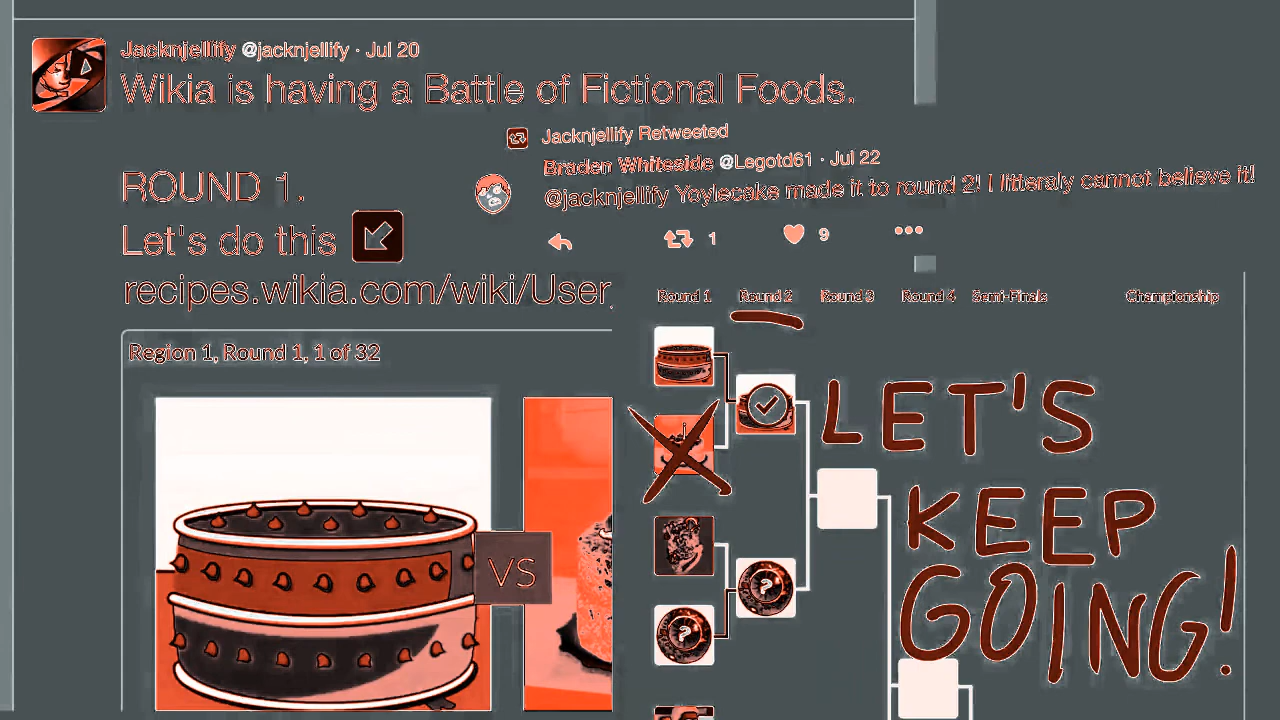 Jacknjellify @jacknjellify · Jul 20
Wikia is having a Battle of Fictional Foods.
ROUND 1.
Let's do this ↙
recipes.wikia.com/wiki/User
Region 1, Round 1, 1 of 32
VS
Jacknjellify Retweeted
Braden Whiteside @Legotd61 · Jul 22
@jacknjellify Yoylecake made it to round 2! I litteraly cannot believe it!
1
9
•••
Round 1 Round 2 Round 3 Round 4 Semi-Finals Championship
?
?
LET'S
KEEP
GOING!